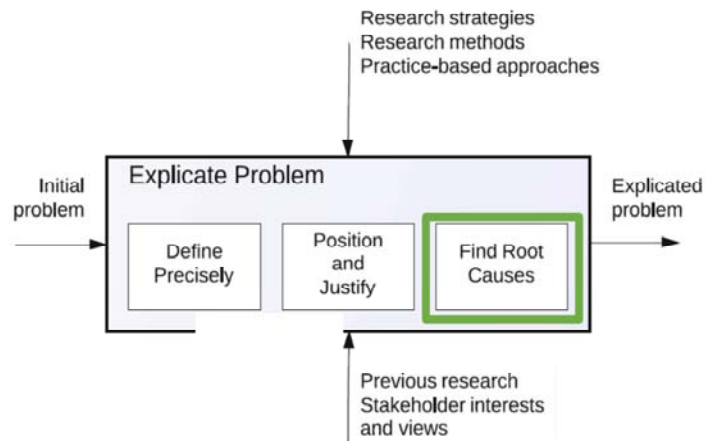 Research strategies
Research methods
Practice-based approaches
Explicate Problem
Initial
problem
Explicated
problem
Define
Precisely
Position
and
Justify
Find Root
Causes
Previous research
Stakeholder interests
and views